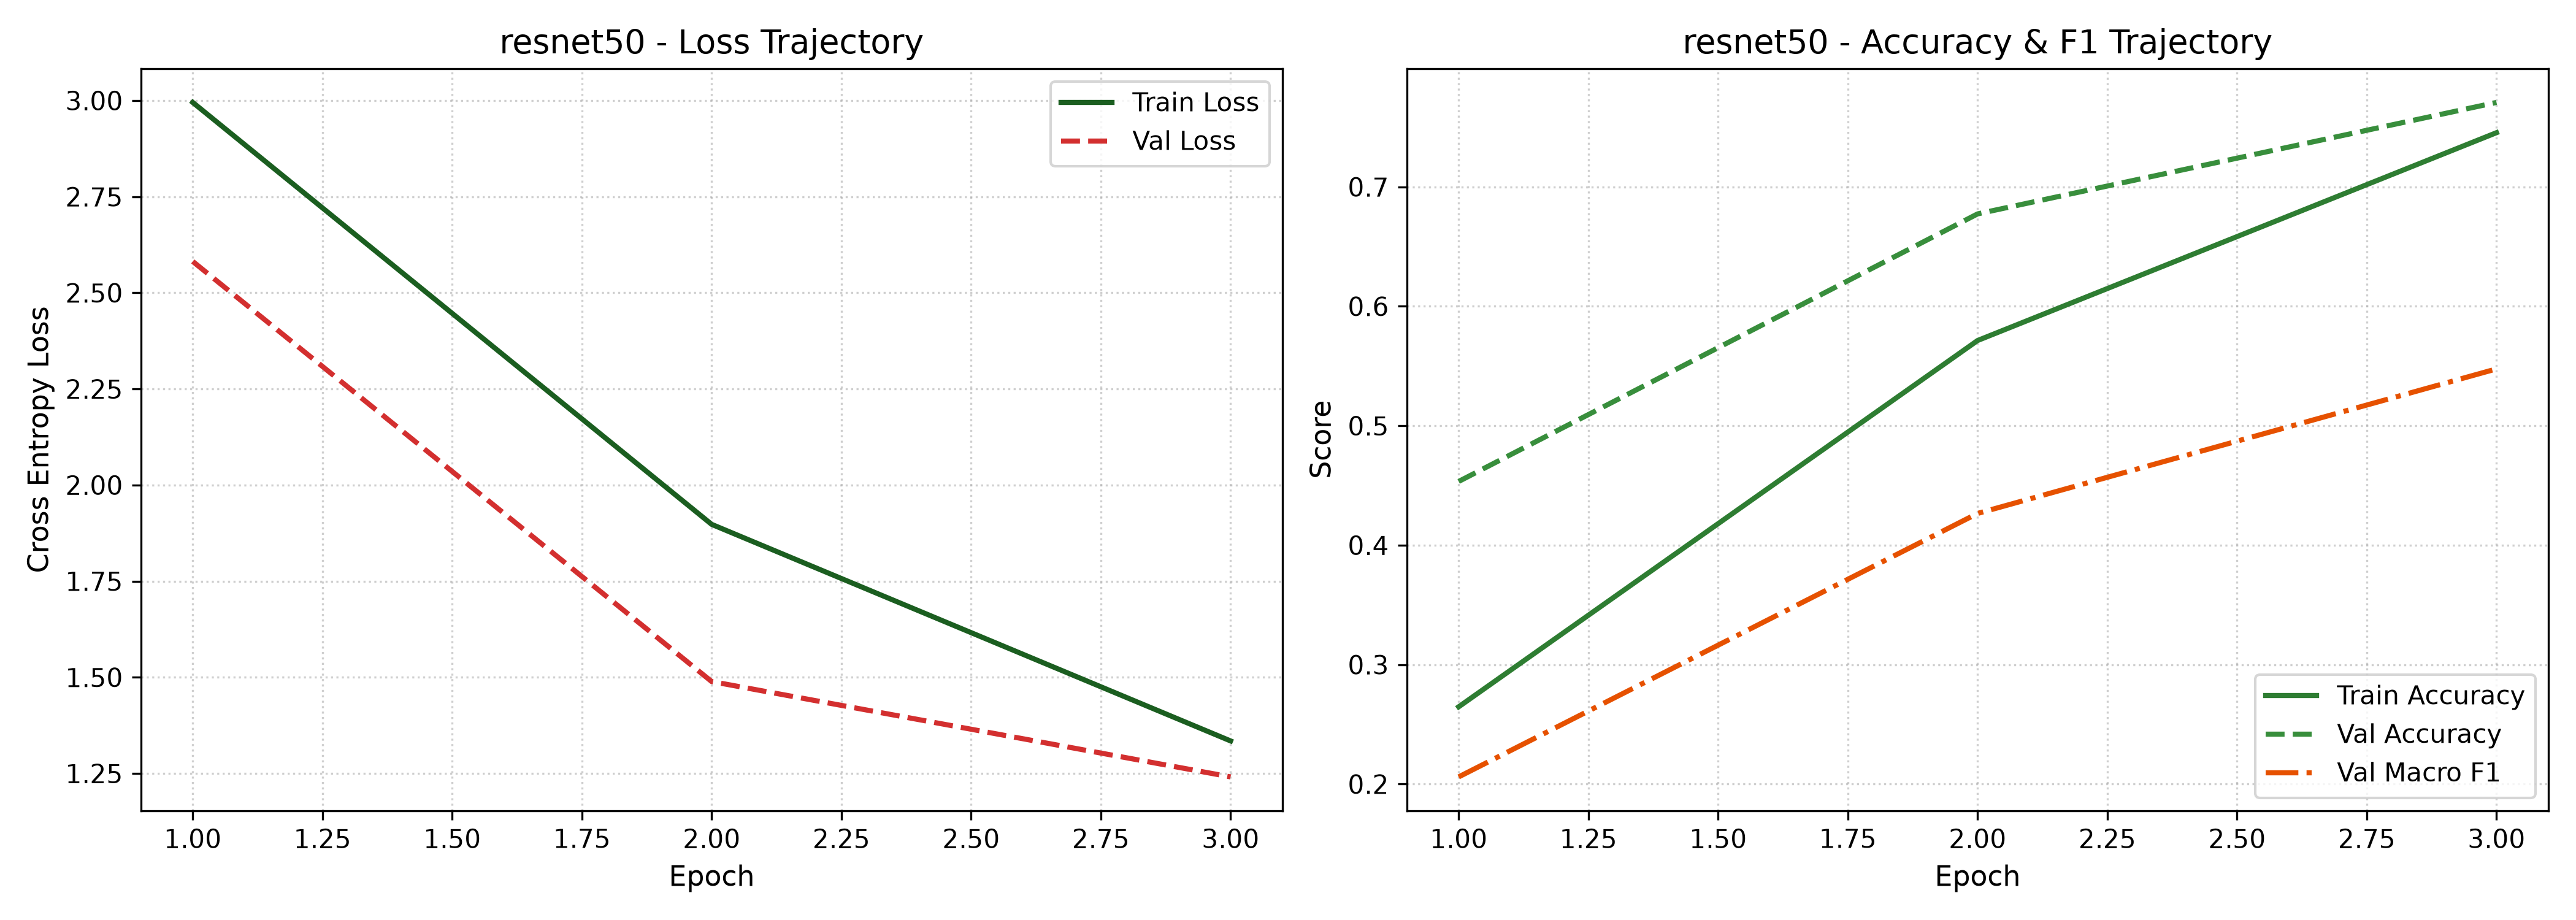 resnet50 - Loss Trajectory
Train Loss
Val Loss
Cross Entropy Loss
3.00
2.75
2.50
2.25
2.00
1.75
1.50
1.25
1.00 1.25 1.50 1.75 2.00 2.25 2.50 2.75 3.00
Epoch
resnet50 - Accuracy & F1 Trajectory
Score
0.7
0.6
0.5
0.4
0.3
0.2
Train Accuracy
Val Accuracy
Val Macro F1
1.00 1.25 1.50 1.75 2.00 2.25 2.50 2.75 3.00
Epoch